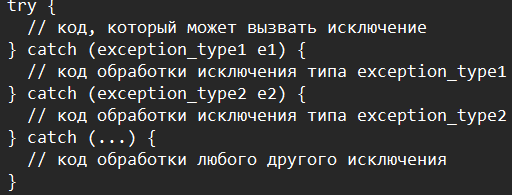 try {
  // код, который может вызвать исключение
} catch (exception_type1 e1) {
  // код обработки исключения типа exception_type1
} catch (exception_type2 e2) {
  // код обработки исключения типа exception_type2
} catch (...) {
  // код обработки любого другого исключения
}